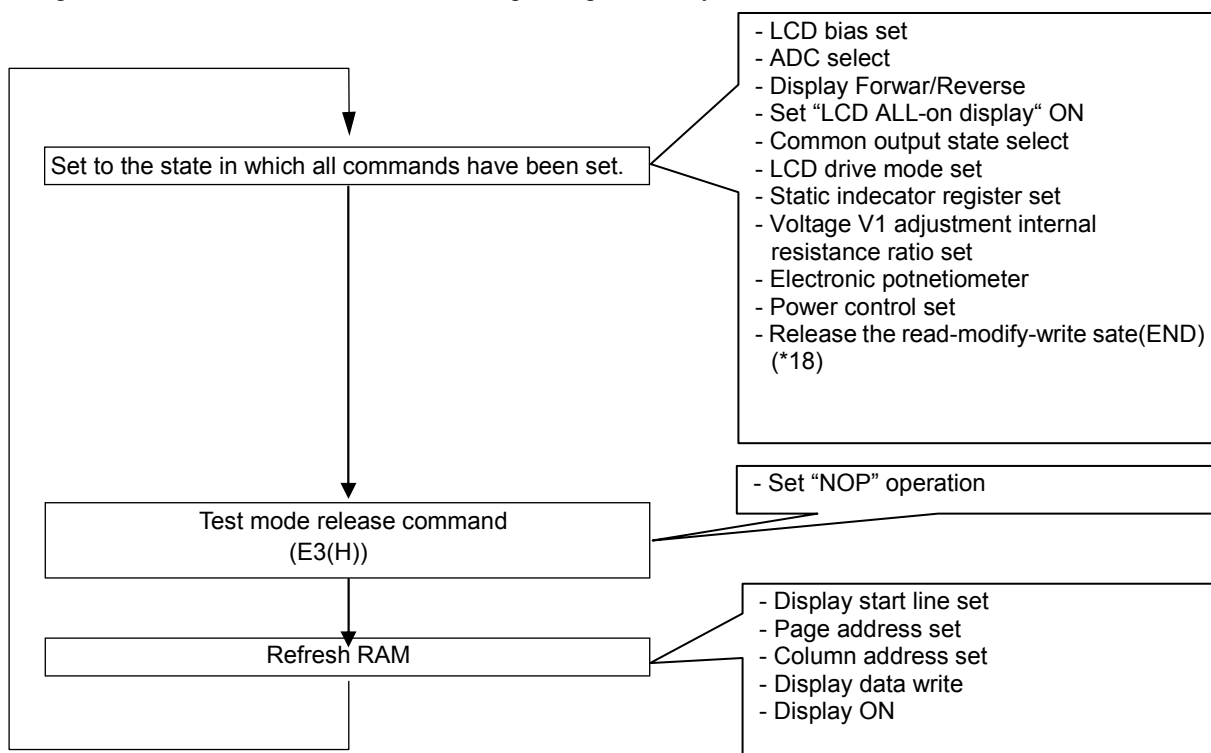 - LCD bias set
- ADC select
- Display Forwar/Reverse
- Set “LCD ALL-on display“ ON
- Common output state select
- LCD drive mode set
- Static indecator register set
- Voltage V1 adjustment internal
resistance ratio set
- Electronic potnetiometer
- Power control set
- Release the read-modify-write sate(END)
(*18)
Set to the state in which all commands have been set.
- Set “NOP” operation
Test mode release command
(E3(H))
- Display start line set
- Page address set
- Column address set
- Display data write
- Display ON
Refresh RAM